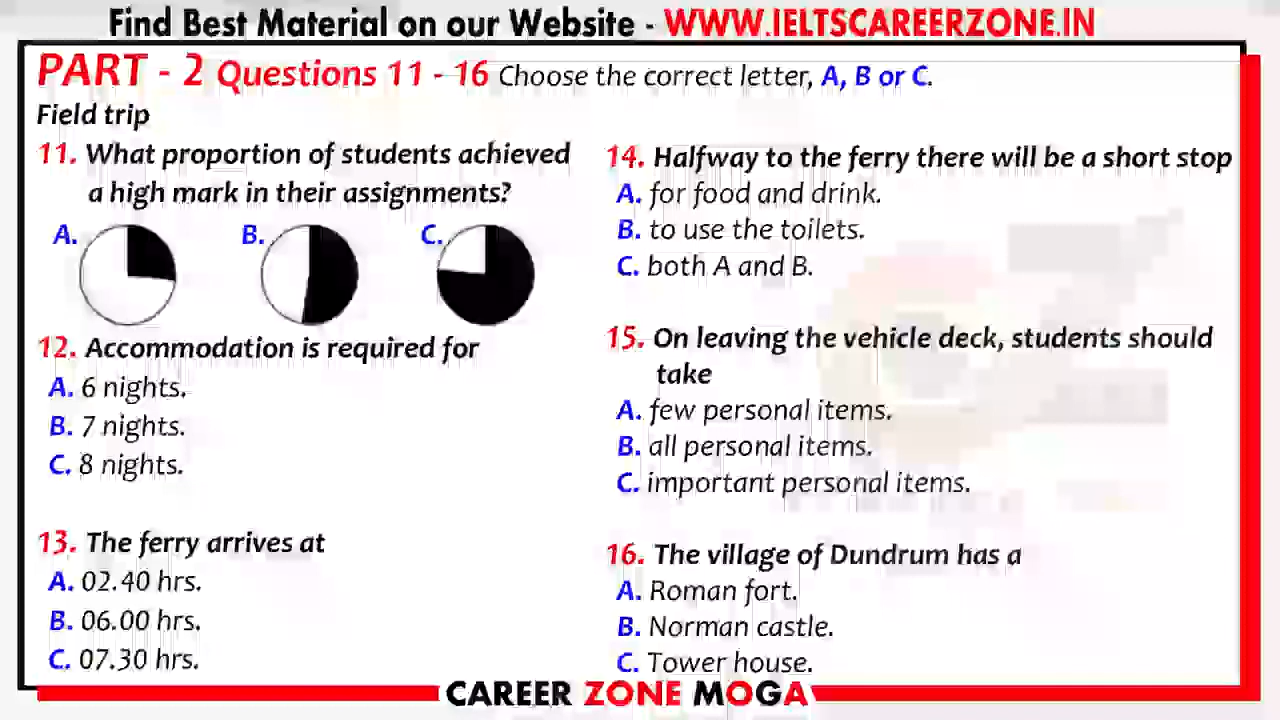 Find Best Material on our Website - WWW.IELTSCAREERZONE.IN
PART - 2 Questions 11 - 16 Choose the correct letter, A, B or C.
Field trip
11. What proportion of students achieved
a high mark in their assignments?
A. B. C.
12. Accommodation is required for
A. 6 nights.
B. 7 nights.
C. 8 nights.
13. The ferry arrives at
A. 02.40 hrs.
B. 06.00 hrs.
C. 07.30 hrs.
14. Halfway to the ferry there will be a short stop
A. for food and drink.
B. to use the toilets.
C. both A and B.
15. On leaving the vehicle deck, students should
take
A. few personal items.
B. all personal items.
C. important personal items.
16. The village of Dundrum has a
A. Roman fort.
B. Norman castle.
C. Tower house.
CAREER ZONE MOGA